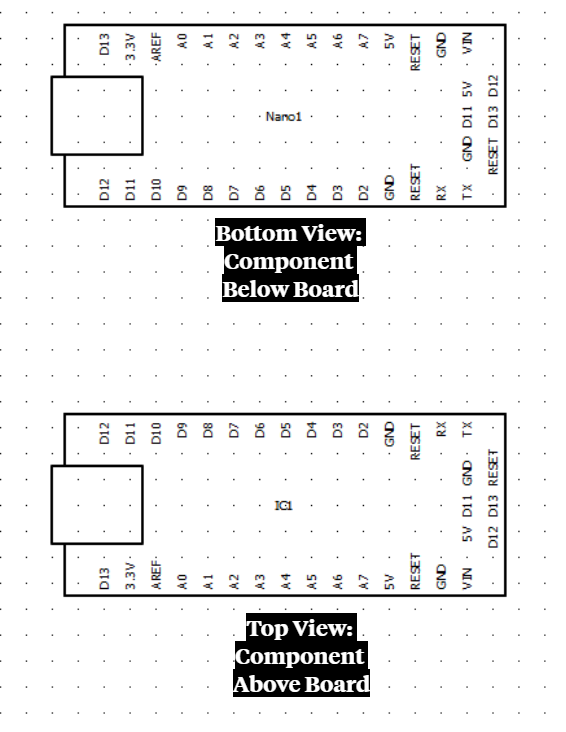 D13 3.3V AREF A0 A1 A2 A3 A4 A5 A6 A7 5V RESET GND VIN
GND D11 5V
RESET D13 D12
Nano1
D12 D11 D10 D9 D8 D7 D6 D5 D4 D3 D2 GND RESET RX TX
Bottom View:
Component
Below Board
D12 D11 D10 D9 D8 D7 D6 D5 D4 D3 D2 GND RESET RX TX
5V D11 GND
D12 D13 RESET
IC1
D13 3.3V AREF A0 A1 A2 A3 A4 A5 A6 A7 5V RESET GND VIN
Top View:
Component
Above Board